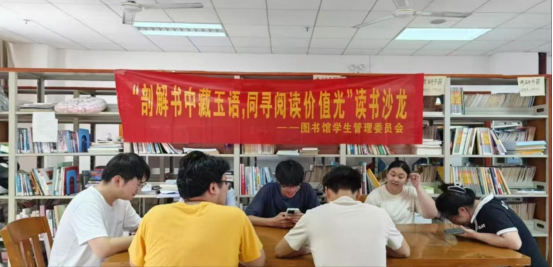 “剖解书中藏玉语，同寻阅读价值光”读书沙龙
——图书馆学生管理委员会